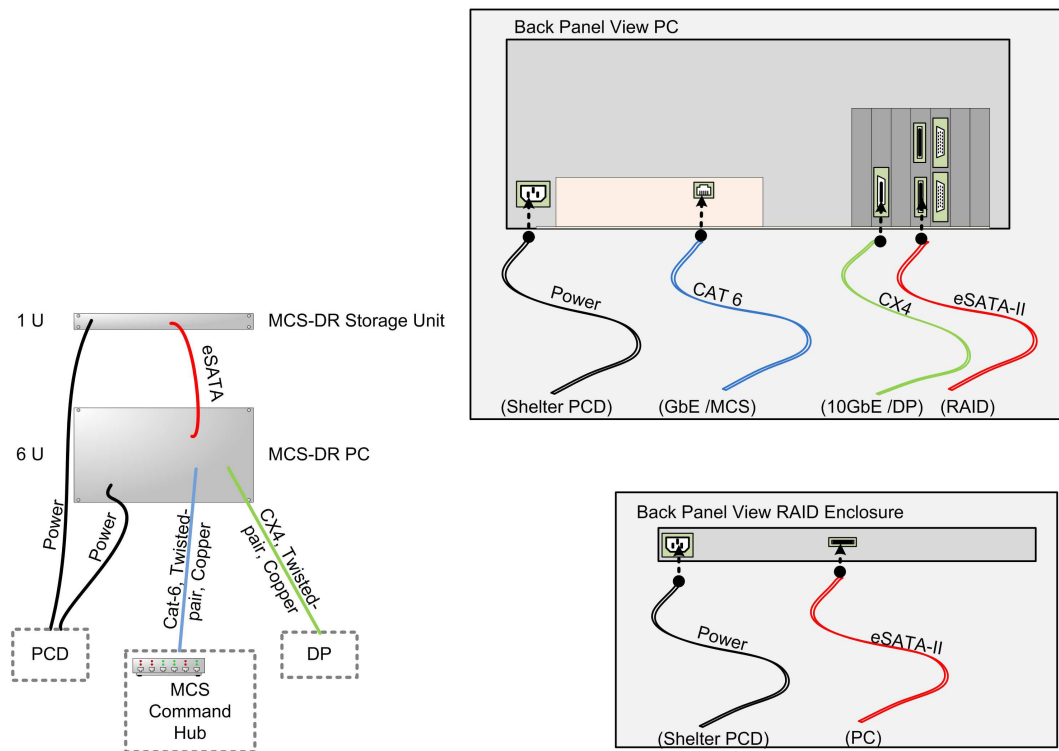 Back Panel View PC
Power
CAT 6
CX4
eSATA-II
(Shelter PCD)
(GbE /MCS)
(10GbE /DP)
(RAID)
1 U
MCS-DR Storage Unit
eSATA
6 U
MCS-DR PC
Power
Power
Cat-6, Twisted-
pair, Copper
CX4, Twisted-
pair, Copper
PCD
DP
MCS
Command
Hub
Back Panel View RAID Enclosure
Power
eSATA-II
(Shelter PCD)
(PC)